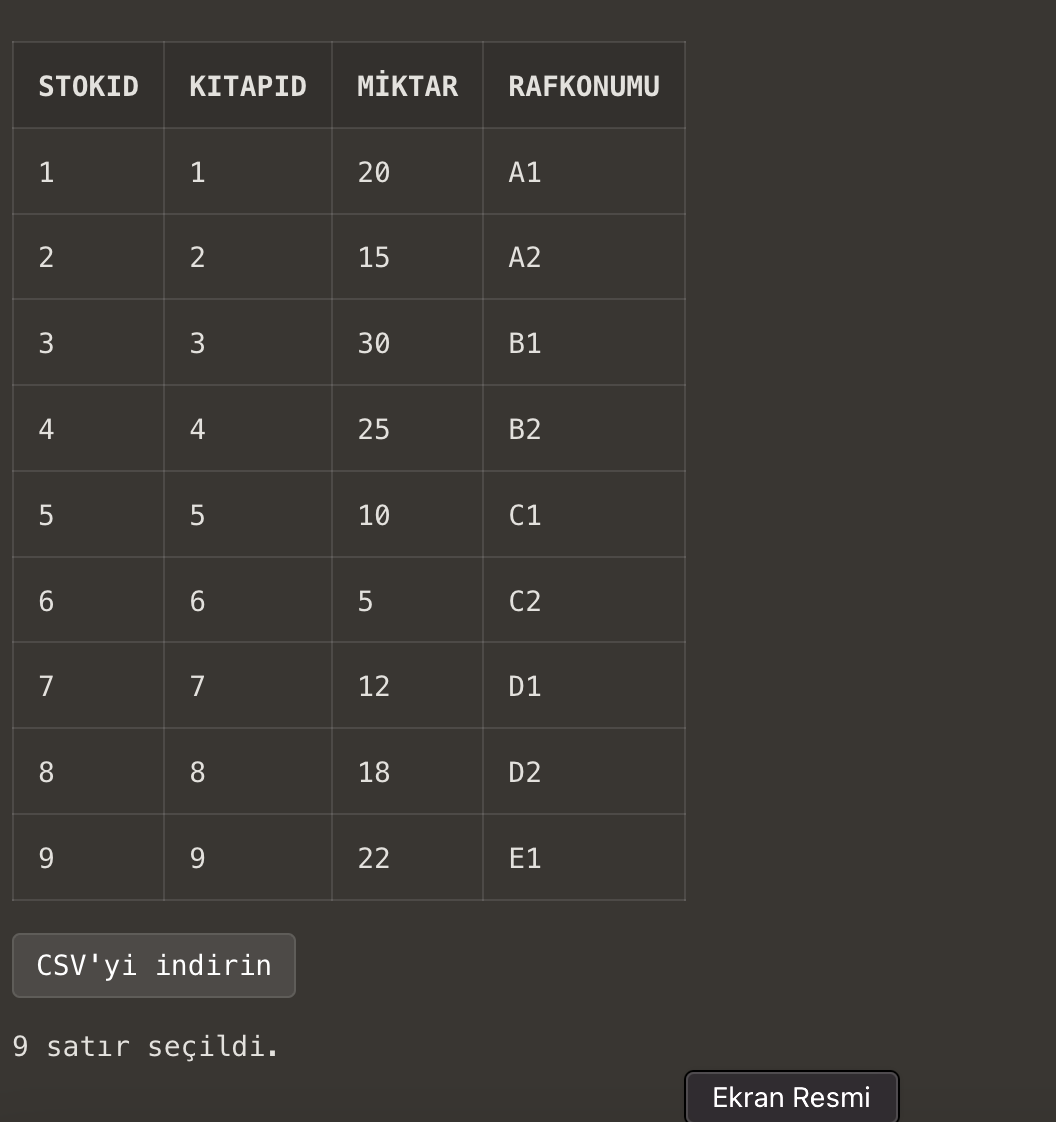 STOKID KITAPID MİKTAR RAFKONUMU
1 1 20 A1
2 2 15 A2
3 3 30 B1
4 4 25 B2
5 5 10 C1
6 6 5 C2
7 7 12 D1
8 8 18 D2
9 9 22 E1
CSV'yi indirin
9 satır seçildi.
Ekran Resmi